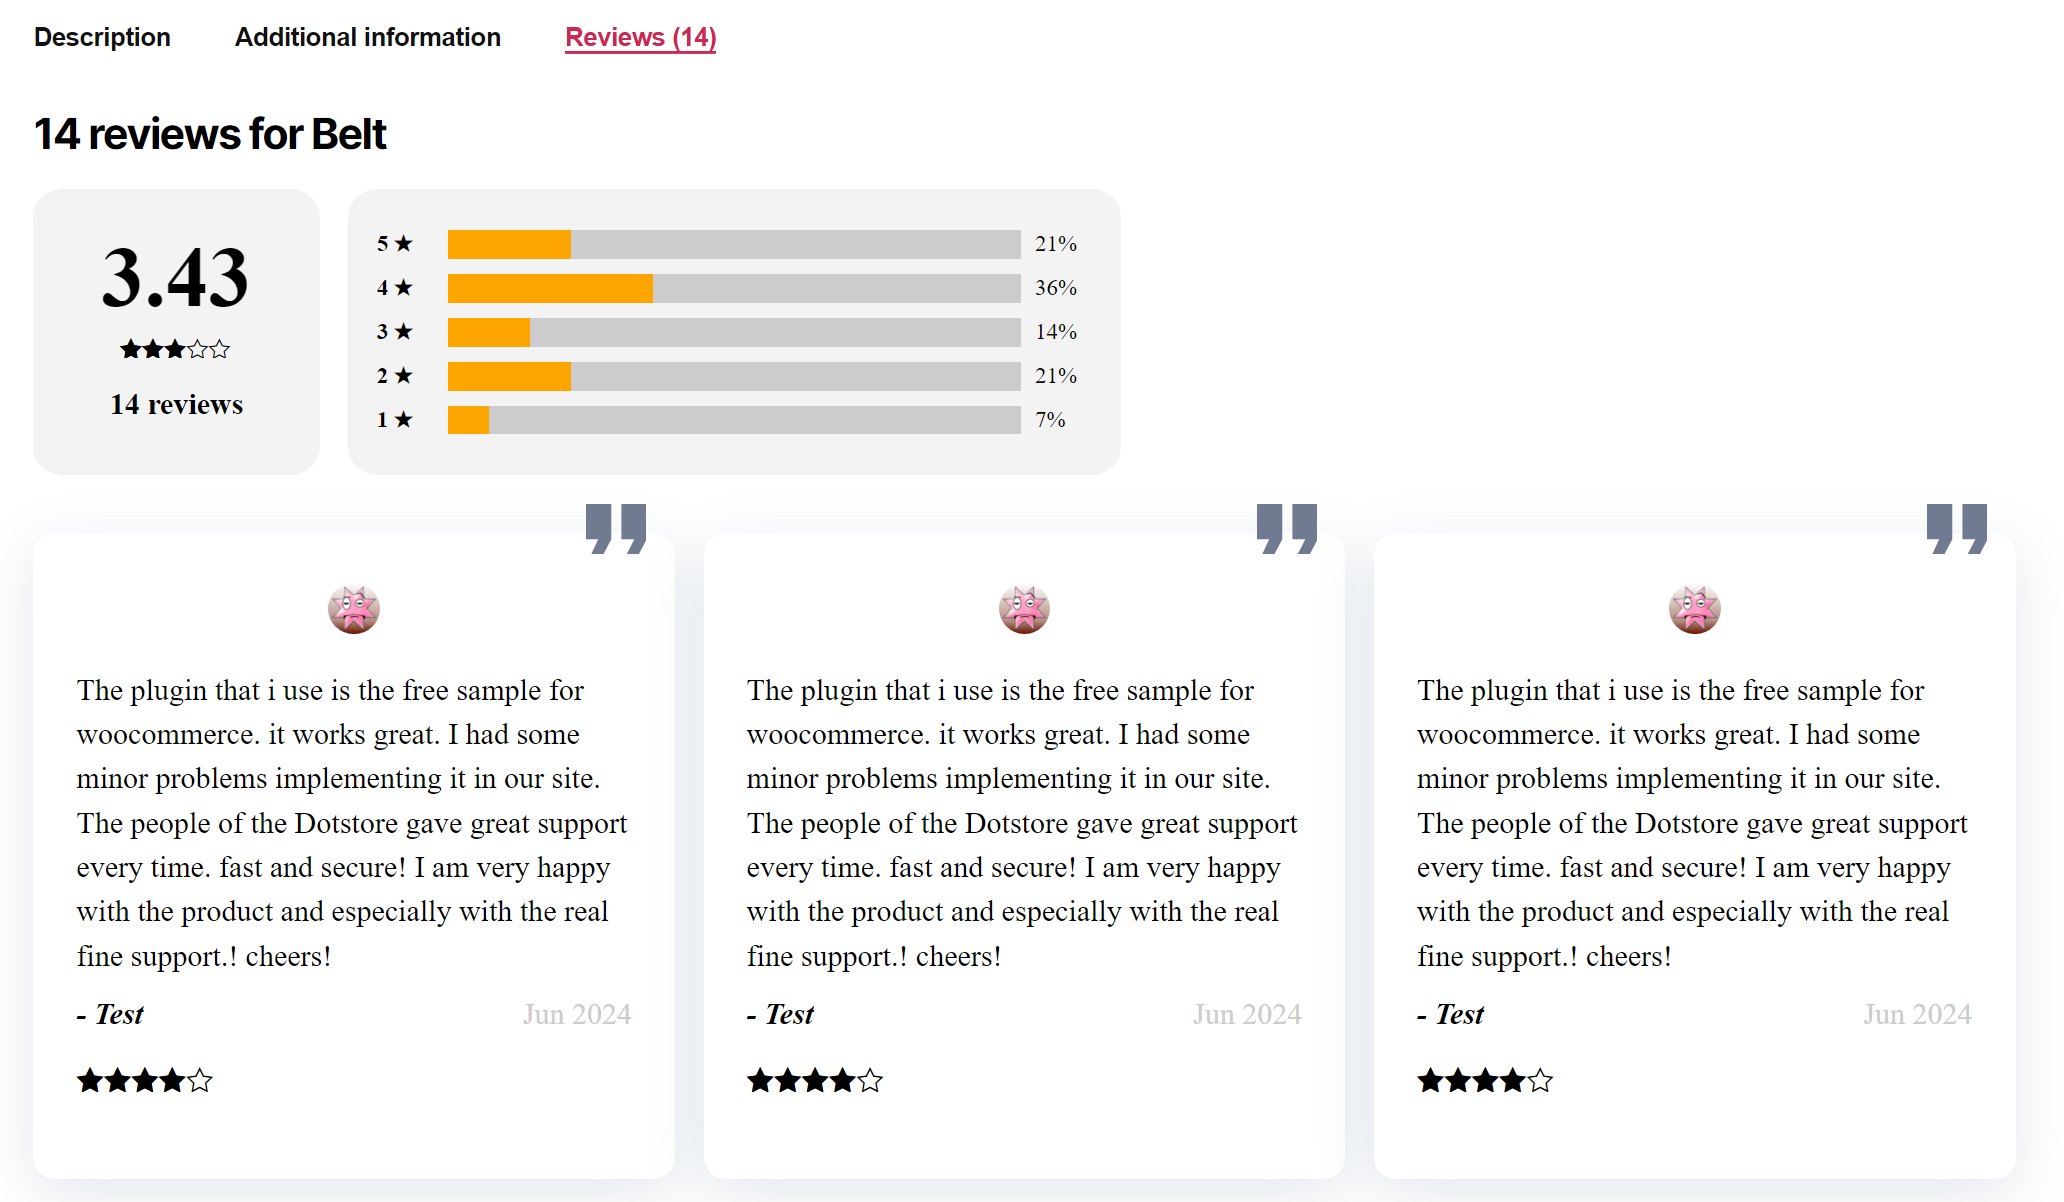 Description Additional information Reviews (14)
14 reviews for Belt
3.43
14 reviews
5 ★ 21%
4 ★ 36%
3 ★ 14%
2 ★ 21%
1 ★ 7%
The plugin that i use is the free sample for
woocommerce. it works great. I had some
minor problems implementing it in our site.
The people of the Dotstore gave great support
every time. fast and secure! I am very happy
with the product and especially with the real
fine support.! cheers!
- Test Jun 2024
The plugin that i use is the free sample for
woocommerce. it works great. I had some
minor problems implementing it in our site.
The people of the Dotstore gave great support
every time. fast and secure! I am very happy
with the product and especially with the real
fine support.! cheers!
- Test Jun 2024
The plugin that i use is the free sample for
woocommerce. it works great. I had some
minor problems implementing it in our site.
The people of the Dotstore gave great support
every time. fast and secure! I am very happy
with the product and especially with the real
fine support.! cheers!
- Test Jun 2024